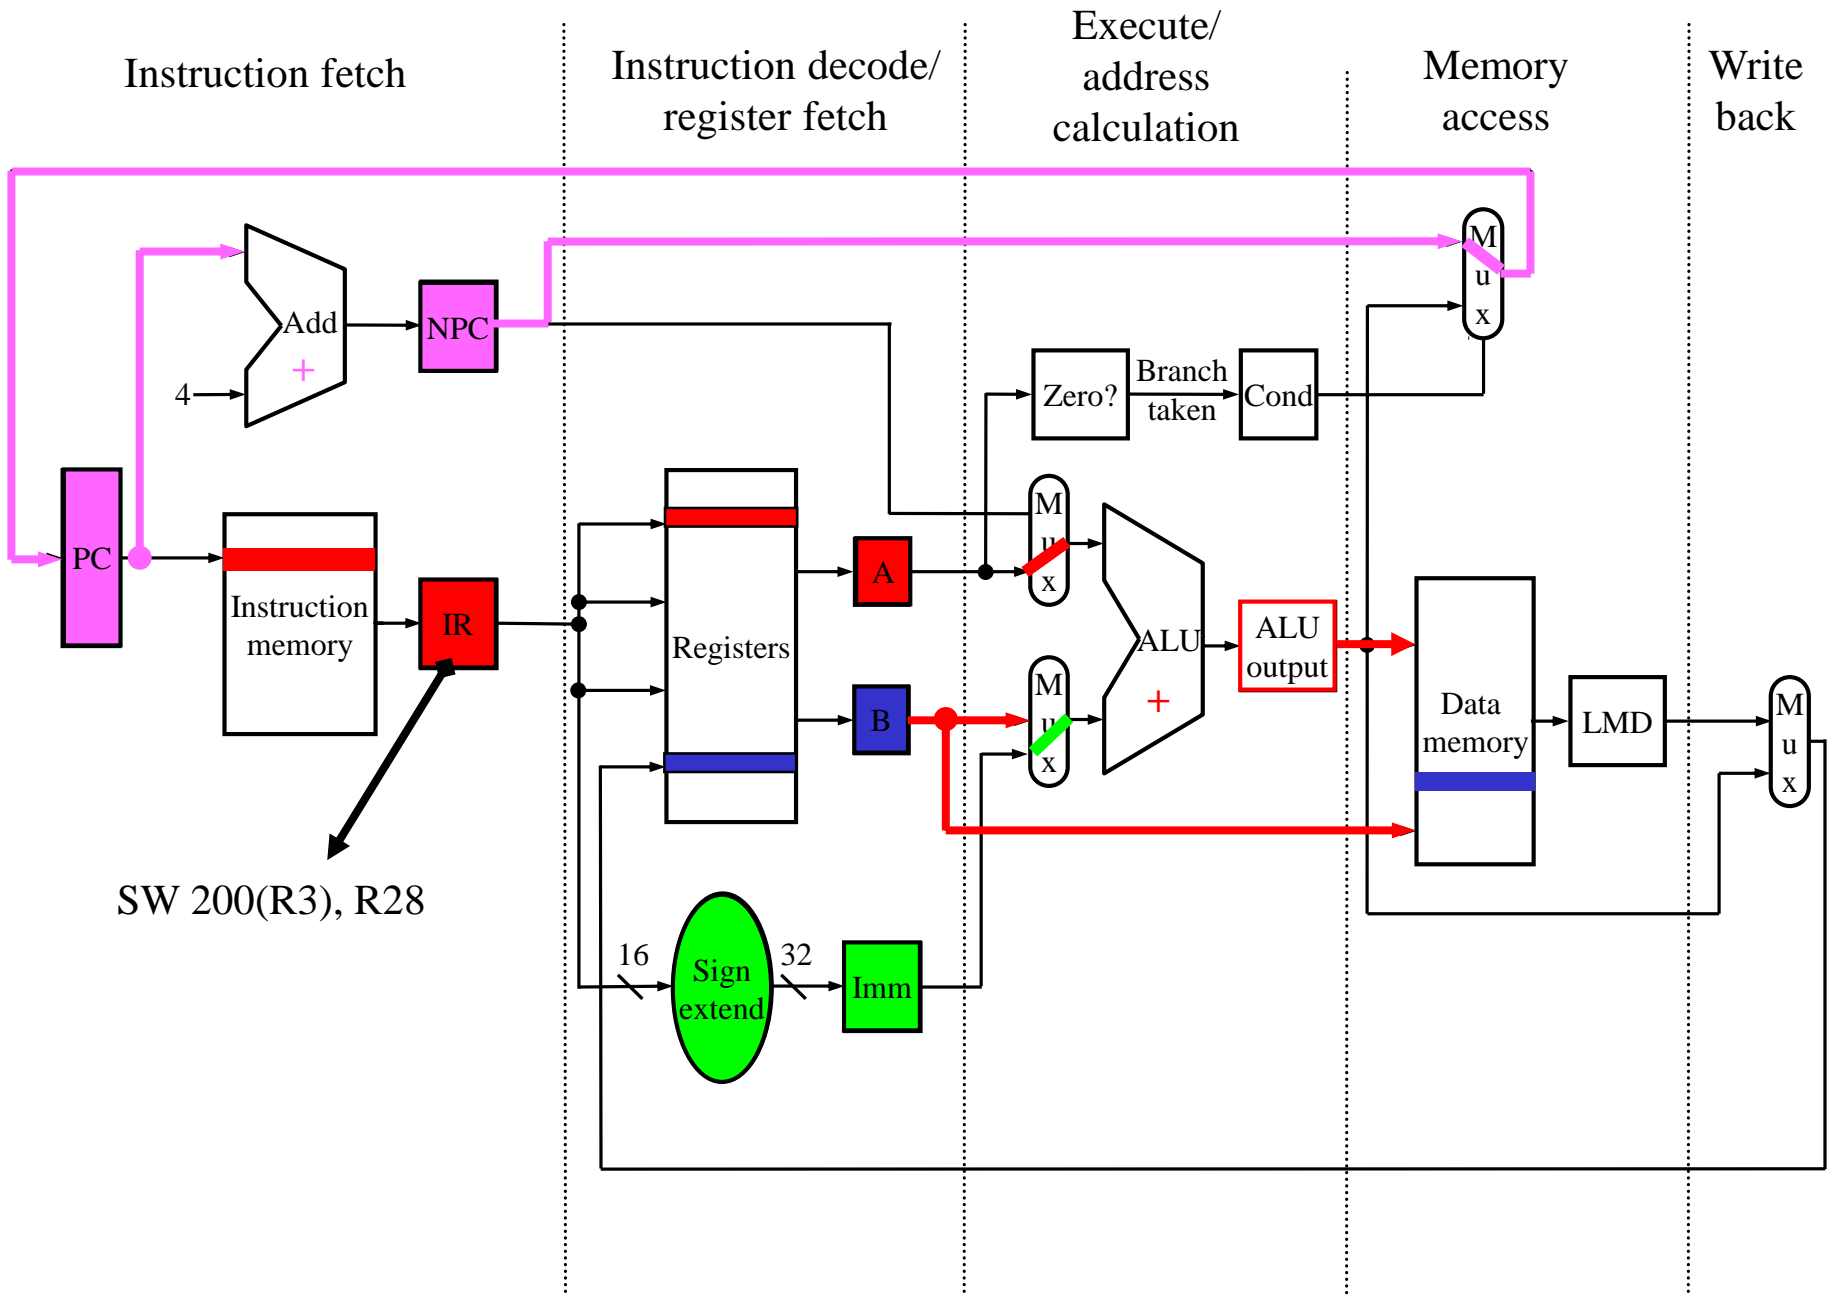 Instruction fetch
Instruction decode/
register fetch
Execute/
address
calculation
Memory
access
Write
back
M
u
x
Add
+
NPC
4
Zero?
Branch
taken
Cond
PC
Instruction
memory
IR
Registers
A
B
M
u
x
M
u
x
ALU
+
ALU
output
Data
memory
LMD
M
u
x
SW 200(R3), R28
16
Sign
extend
32
Imm